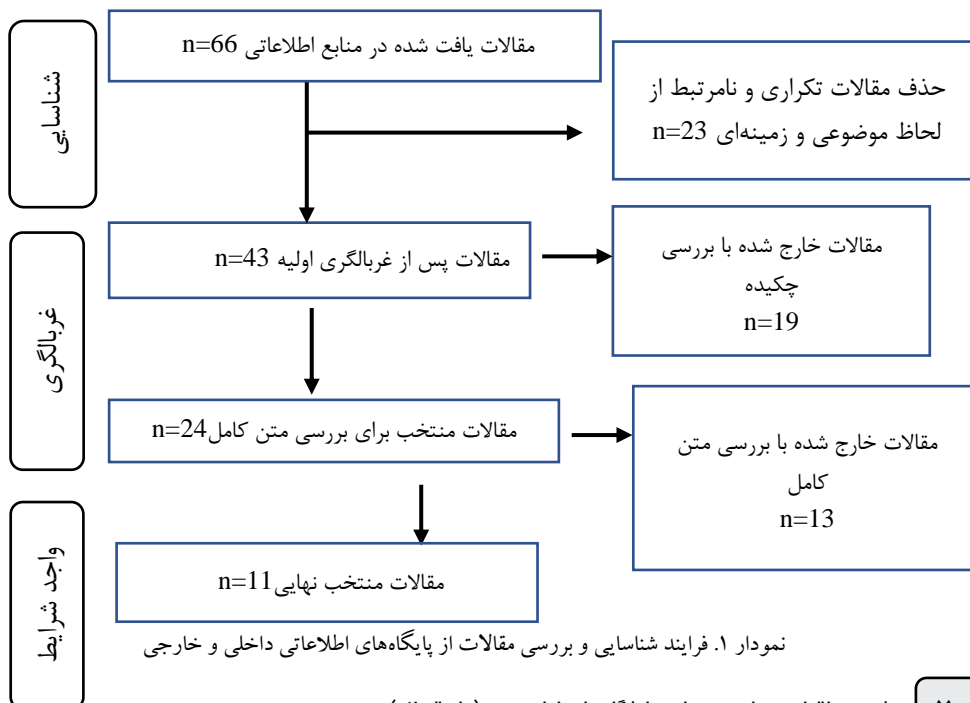 شناسایی
مقالات یافت شده در منابع اطلاعاتی n=66
حذف مقالات تکراری و نامرتبط از
لحاظ موضوعی و زمینه‌ای n=23
غربالگری
مقالات پس از غربالگری اولیه n=43
مقالات خارج شده با بررسی
چکیده
n=19
مقالات منتخب برای بررسی متن کامل n=24
مقالات خارج شده با بررسی متن
کامل
n=13
واجد شرایط
مقالات منتخب نهایی n=11
نمودار ۱. فرایند شناسایی و بررسی مقالات از پایگاه‌های اطلاعاتی داخلی و خارجی